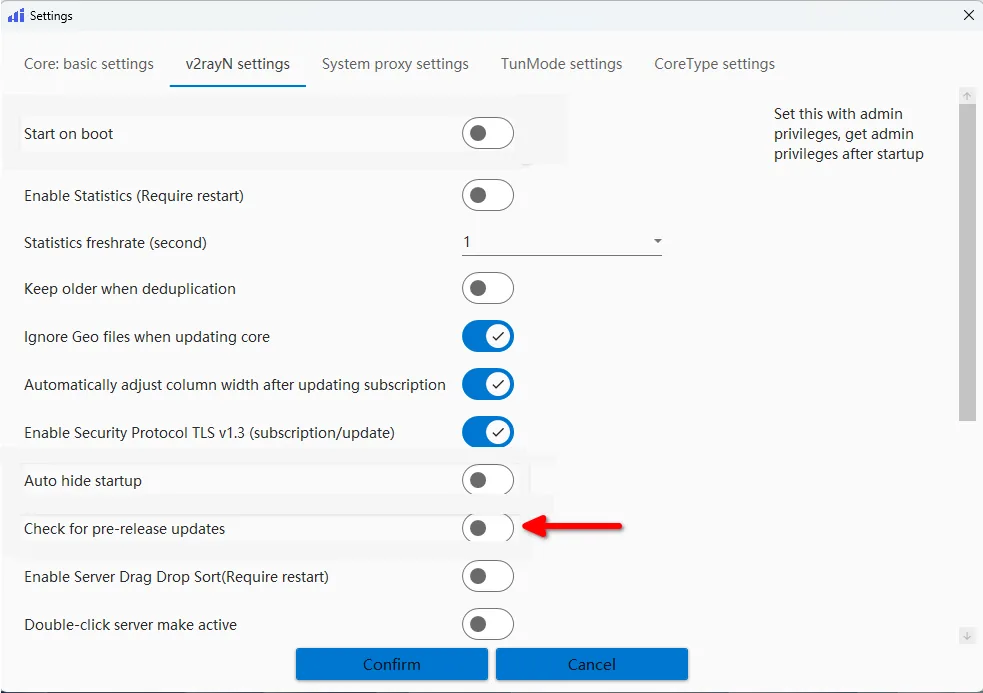 Settings
Core: basic settings v2rayN settings System proxy settings TunMode settings CoreType settings
Start on boot
Set this with admin
privileges, get admin
privileges after startup
Enable Statistics (Require restart)
Statistics freshrate (second) 1
Keep older when deduplication
Ignore Geo files when updating core
Automatically adjust column width after updating subscription
Enable Security Protocol TLS v1.3 (subscription/update)
Auto hide startup
Check for pre-release updates
Enable Server Drag Drop Sort(Require restart)
Double-click server make active
Confirm Cancel